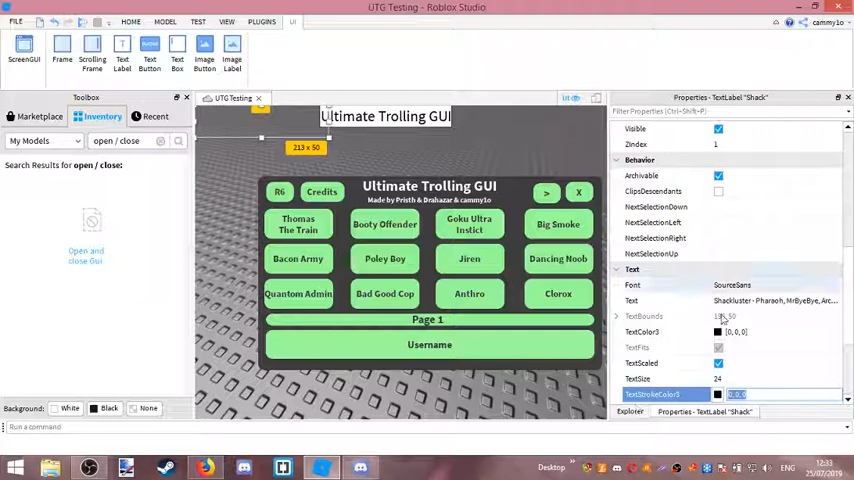 UTG Testing - Roblox Studio
FILE
HOME
MODEL
TEST
VIEW
PLUGINS
UI
cammy1o
ScreenGUI
Frame
Scrolling
Frame
Text
Label
Text
Button
Text
Box
Image
Button
Image
Label
Toolbox
Marketplace
Inventory
Recent
My Models
open / close
Search Results for open / close:
Open and
close Gui
Background:
White
Black
None
Run a command
UTG Testing
UI
Ultimate Trolling GUI
213 x 50
R6
Credits
Ultimate Trolling GUI
Made by Pristh & Drahazar & cammy1o
>
X
Thomas
The Train
Booty Offender
Goku Ultra
Instict
Big Smoke
Bacon Army
Poley Boy
Jiren
Dancing Noob
Quantom Admin
Bad Good Cop
Anthro
Clorox
Page 1
Username
Properties - TextLabel "Shack"
Filter Properties (Ctrl+Shift+P)
Visible
ZIndex
1
Behavior
Archivable
ClipsDescendants
NextSelectionDown
NextSelectionLeft
NextSelectionRight
NextSelectionUp
Text
Font
SourceSans
Text
Shackluster - Pharaoh, MrByeBye, Arc...
TextBounds
TextColor3
[0, 0, 0]
TextFits
TextScaled
TextSize
24
TextStrokeColor3
0, 0, 0
Explorer
Properties - TextLabel "Shack"
Desktop
ENG
12:33
25/07/2019